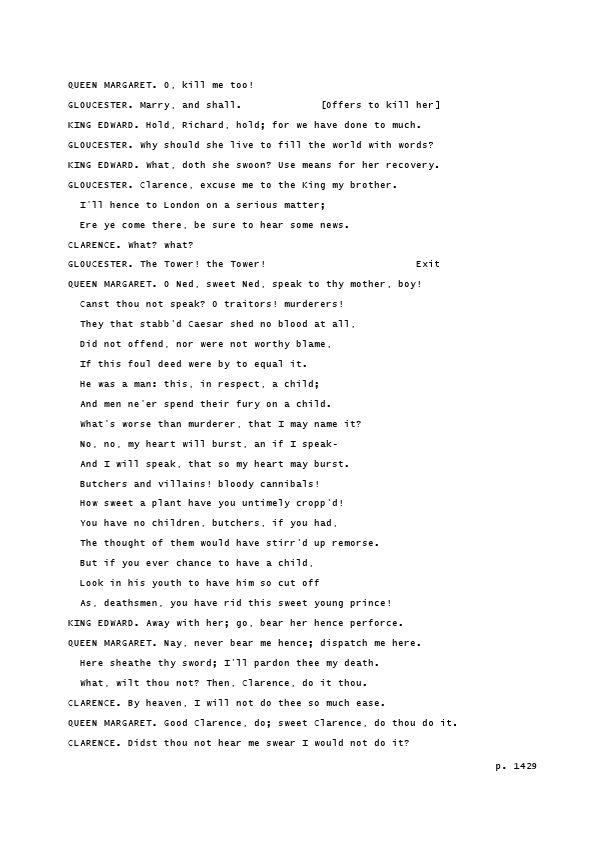 QUEEN MARGARET. O, kill me too!
GLOUCESTER. Marry, and shall. [Offers to kill her]
KING EDWARD. Hold, Richard, hold; for we have done to much.
GLOUCESTER. Why should she live to fill the world with words?
KING EDWARD. What, doth she swoon? Use means for her recovery.
GLOUCESTER. Clarence, excuse me to the King my brother.
I'll hence to London on a serious matter;
Ere ye come there, be sure to hear some news.
CLARENCE. What? what?
GLOUCESTER. The Tower! the Tower! Exit
QUEEN MARGARET. O Ned, sweet Ned, speak to thy mother, boy!
Canst thou not speak? O traitors! murderers!
They that stabb'd Caesar shed no blood at all,
Did not offend, nor were not worthy blame,
If this foul deed were by to equal it.
He was a man: this, in respect, a child;
And men ne'er spend their fury on a child.
What's worse than murderer, that I may name it?
No, no, my heart will burst, an if I speak-
And I will speak, that so my heart may burst.
Butchers and villains! bloody cannibals!
How sweet a plant have you untimely cropp'd!
You have no children, butchers, if you had,
The thought of them would have stirr'd up remorse.
But if you ever chance to have a child,
Look in his youth to have him so cut off
As, deathsmen, you have rid this sweet young prince!
KING EDWARD. Away with her; go, bear her hence perforce.
QUEEN MARGARET. Nay, never bear me hence; dispatch me here.
Here sheathe thy sword; I'll pardon thee my death.
What, wilt thou not? Then, Clarence, do it thou.
CLARENCE. By heaven, I will not do thee so much ease.
QUEEN MARGARET. Good Clarence, do; sweet Clarence, do thou do it.
CLARENCE. Didst thou not hear me swear I would not do it?
p. 1429